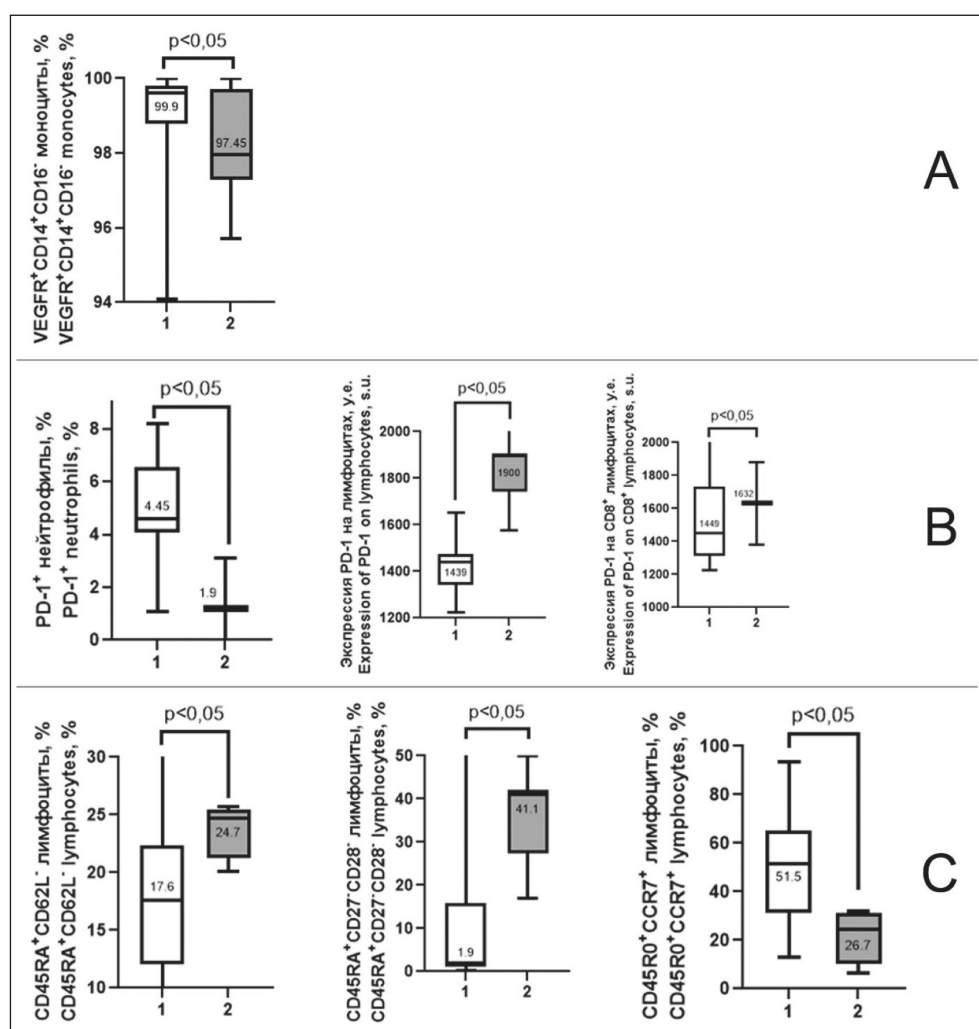 p<0,05
VEGFR⁺CD14⁺CD16⁻ моноциты, %
VEGFR⁺CD14⁺CD16⁻ monocytes, %
100
98
96
94
99.9
97.45
1
2
A
p<0,05
PD-1⁺ нейтрофилы, %
PD-1⁺ neutrophils, %
8
6
4
2
0
4.45
1.9
1
2
p<0,05
Экспрессия PD-1 на лимфоцитах, у.е.
Expression of PD-1 on lymphocytes, s.u.
2000
1800
1600
1400
1200
1439
1900
1
2
p<0,05
Экспрессия PD-1 на CD8⁺ лимфоцитах, у.е.
Expression of PD-1 on CD8⁺ lymphocytes, s.u.
2000
1800
1600
1400
1200
1000
1449
1632
1
2
B
p<0,05
CD45RA⁺CD62L⁻ лимфоциты, %
CD45RA⁺CD62L⁻ lymphocytes, %
30
25
20
15
10
17.6
24.7
1
2
p<0,05
CD45RA⁺CD27⁻CD28⁻ лимфоциты, %
CD45RA⁺CD27⁻CD28⁻ lymphocytes, %
50
40
30
20
10
0
1.9
41.1
1
2
p<0,05
CD45R0⁺CCR7⁺ лимфоциты, %
CD45R0⁺CCR7⁺ lymphocytes, %
100
80
60
40
20
0
51.5
26.7
1
2
C